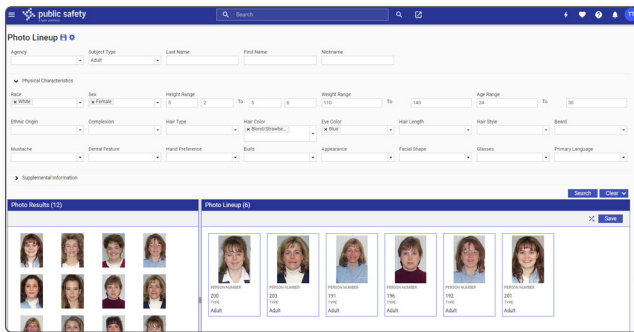 public safety
Search
TT
Photo Lineup
Agency Subject Type Last Name First Name Nickname
Adult
Physical Characteristics
Race Sex Height Range Weight Range Age Range
× White × Female 5 2 To 5 6 110 To 140 24 To 35
Ethnic Origin Complexion Hair Type Hair Color Eye Color Hair Length Hair Style Beard
× Blond/Strawbe... × Blue
Mustache Dental Feature Hand Preference Build Appearance Facial Shape Glasses Primary Language
Supplemental Information
Search Clear
Photo Results (12) Photo Lineup (6)
Save
PERSON NUMBER PERSON NUMBER PERSON NUMBER PERSON NUMBER PERSON NUMBER PERSON NUMBER
200 203 191 196 192 201
TYPE TYPE TYPE TYPE TYPE TYPE
Adult Adult Adult Adult Adult Adult